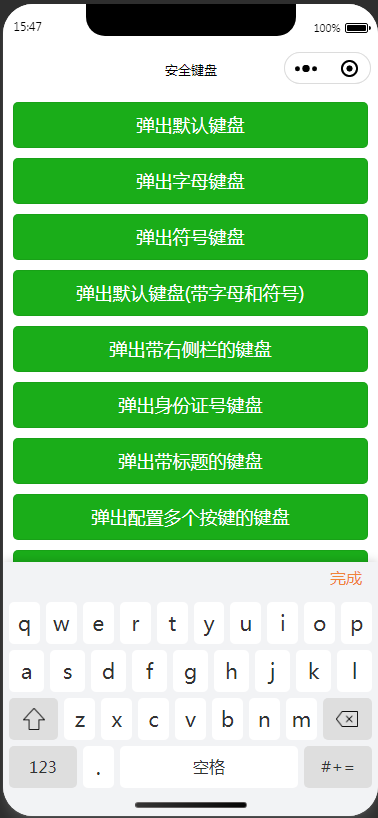 15:47 100%
安全键盘
弹出默认键盘
弹出字母键盘
弹出符号键盘
弹出默认键盘(带字母和符号)
弹出带右侧栏的键盘
弹出身份证号键盘
弹出带标题的键盘
弹出配置多个按键的键盘
完成
q w e r t y u i o p
a s d f g h j k l
z x c v b n m
123 . 空格 #+=